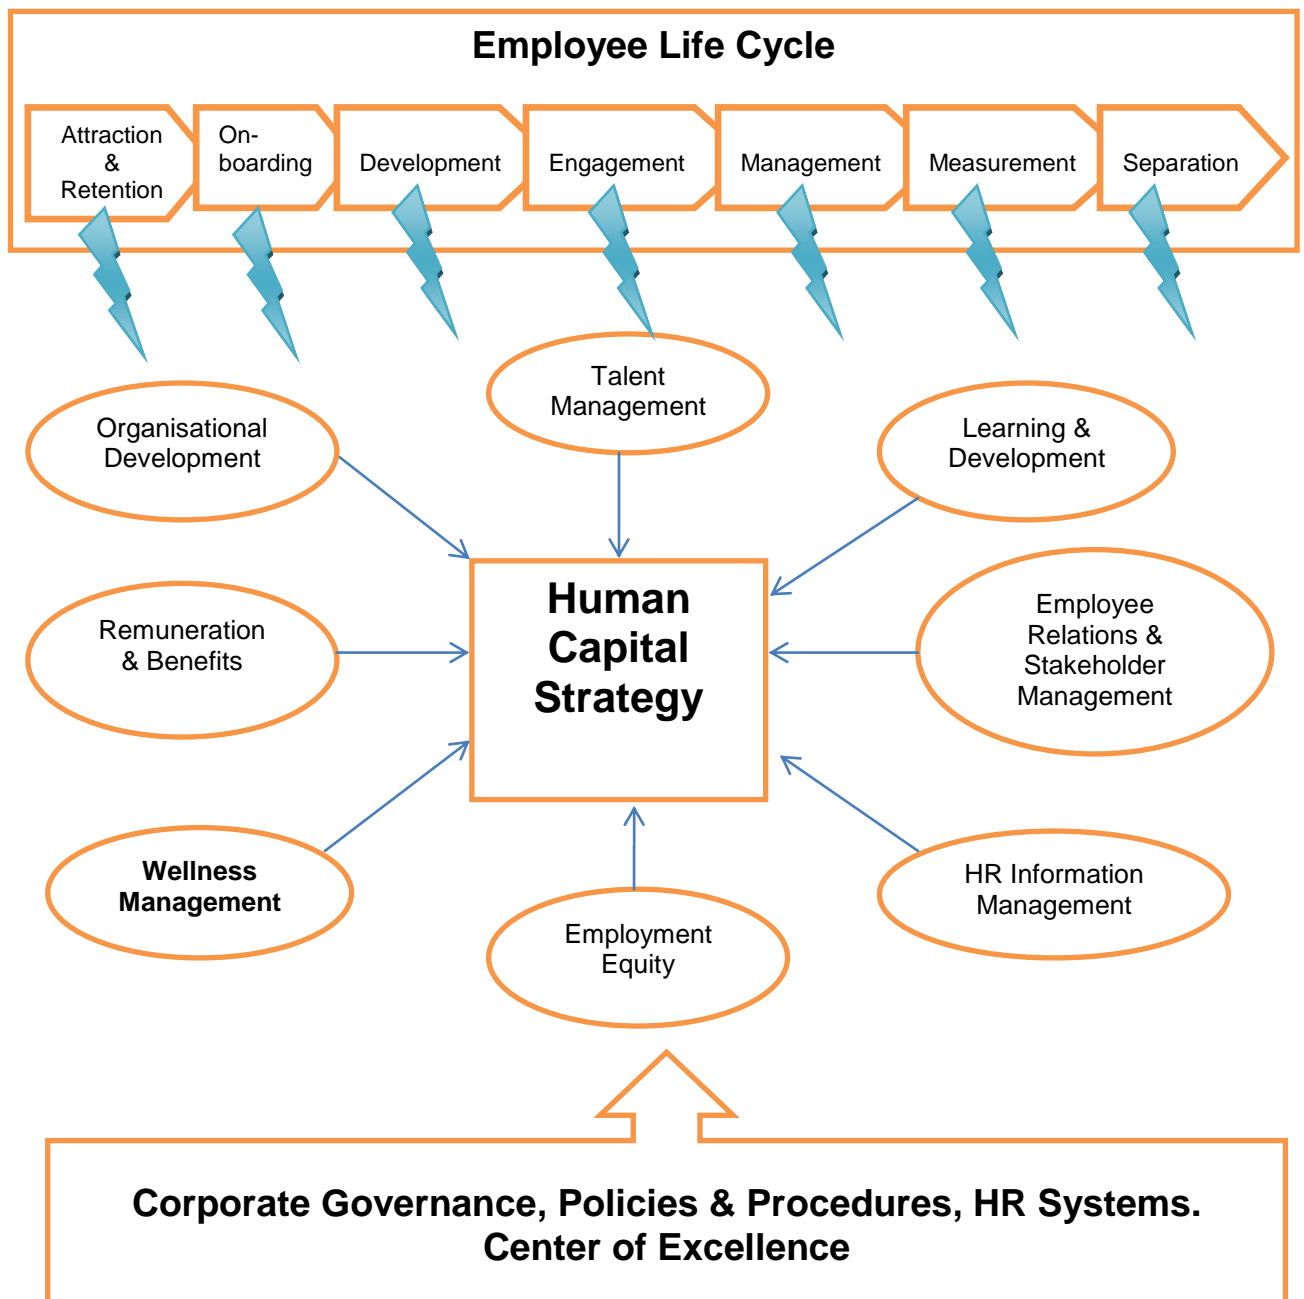 Employee Life Cycle
Attraction
&
Retention
On-
boarding
Development
Engagement
Management
Measurement
Separation
Talent
Management
Organisational
Development
Learning &
Development
Human
Capital
Strategy
Remuneration
& Benefits
Employee
Relations &
Stakeholder
Management
Wellness
Management
HR Information
Management
Employment
Equity
Corporate Governance, Policies & Procedures, HR Systems.
Center of Excellence